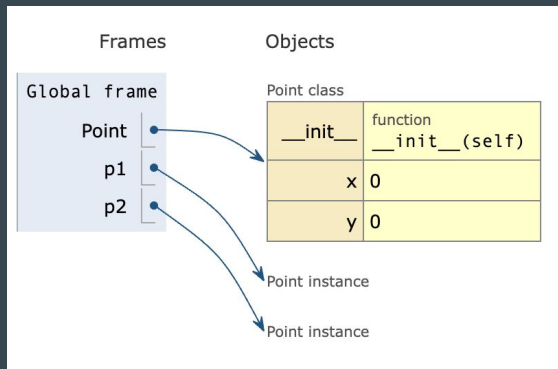 Frames Objects
Global frame
Point
p1
p2
Point class
__init__ function
__init__(self)
x 0
y 0
Point instance
Point instance